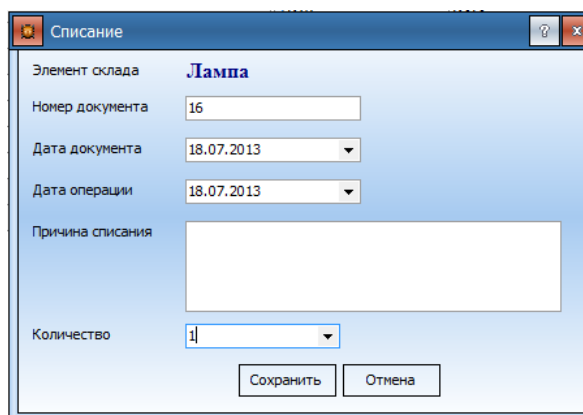 Списание
? x
Элемент склада Лампа
Номер документа 16
Дата документа 18.07.2013
Дата операции 18.07.2013
Причина списания
Количество 1
Сохранить Отмена